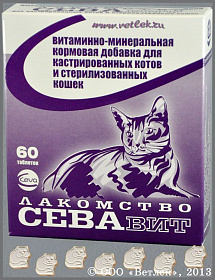 www.vetlek.ru
витаминно-минеральная
кормовая добавка для
кастрированных котов
и стерилизованных
кошек
60
таблеток
ceva
ЛАКОМСТВО
СЕВАВИТ
© ООО «Ветлек», 2013